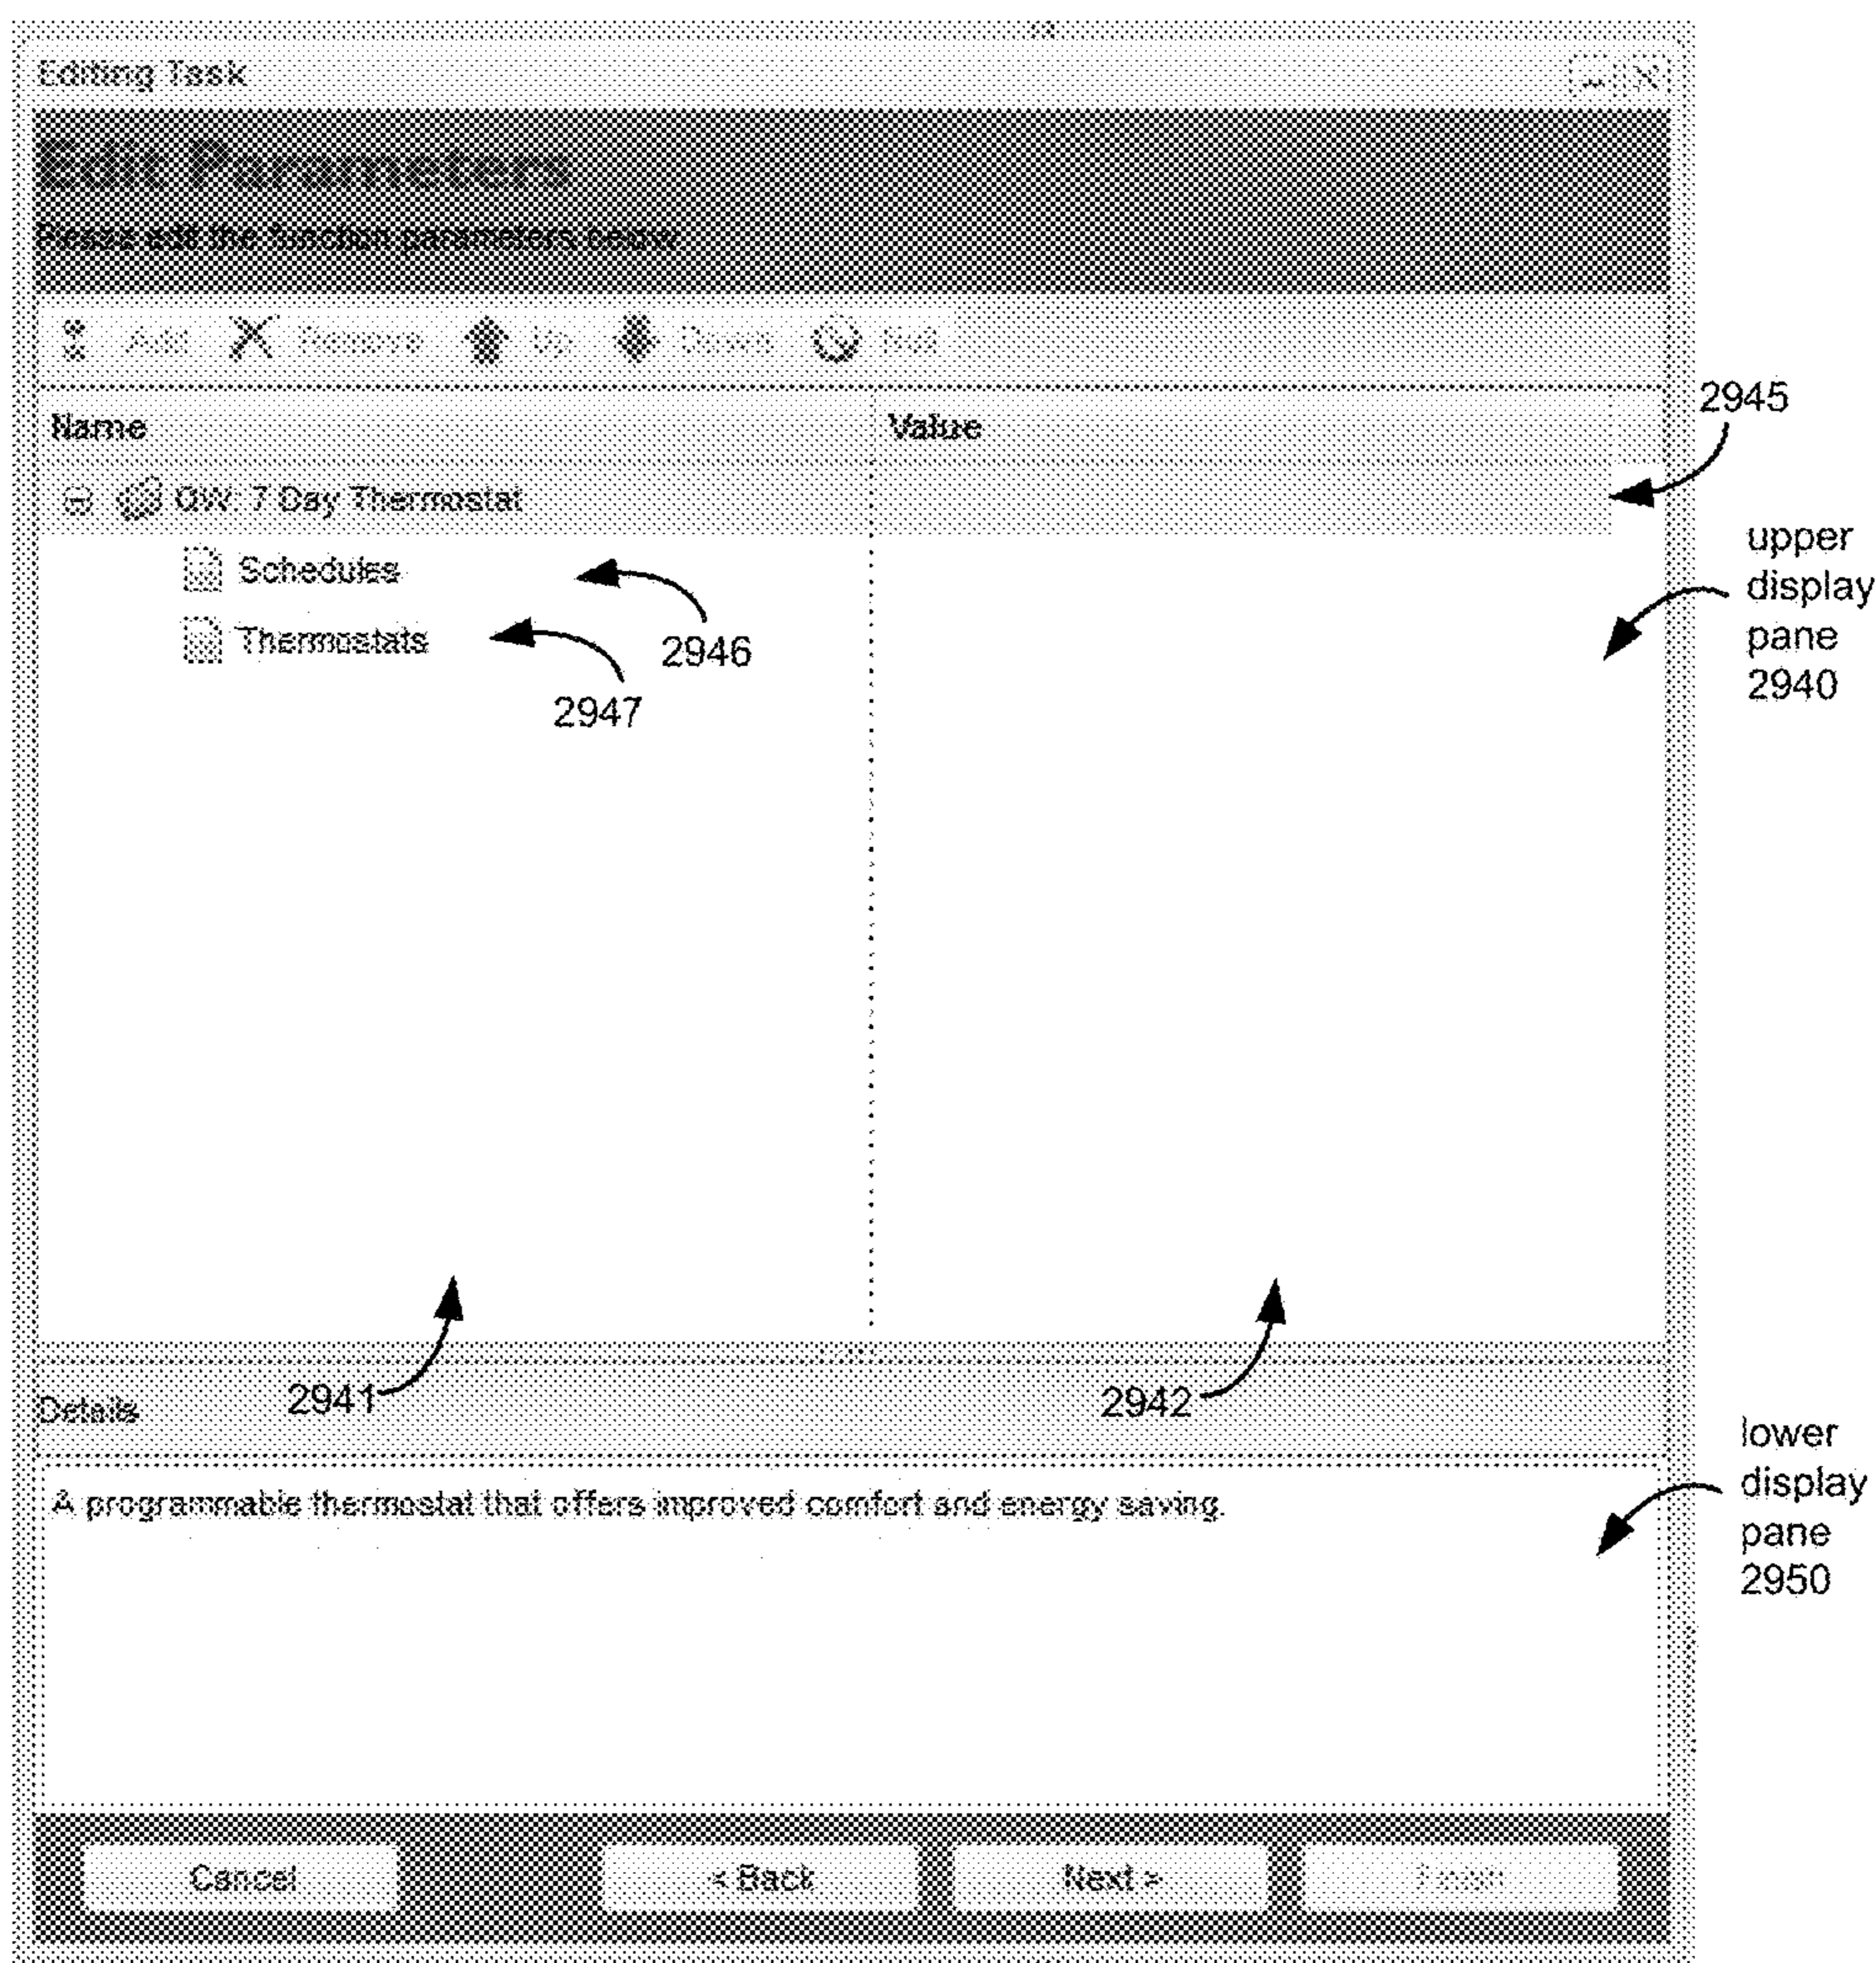 Editing Task
Edit Parameters
Please edit the function parameters below
Add Remove Up Down Null
Name Value
2945
GW: 7 Day Thermostat
upper
display
pane
2940
Schedules
2946
Thermostats
2947
2941
2942
Details
lower
display
pane
2950
A programmable thermostat that offers improved comfort and energy saving.
Cancel < Back Next > Finish